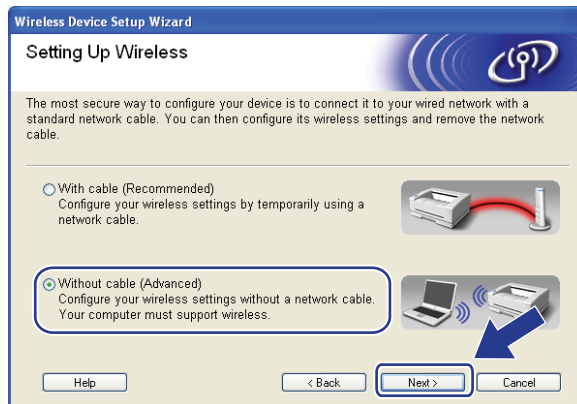 Wireless Device Setup Wizard
Setting Up Wireless
The most secure way to configure your device is to connect it to your wired network with a
standard network cable. You can then configure its wireless settings and remove the network
cable.
With cable (Recommended)
Configure your wireless settings by temporarily using a
network cable.
Without cable (Advanced)
Configure your wireless settings without a network cable.
Your computer must support wireless.
Help
< Back
Next >
Cancel